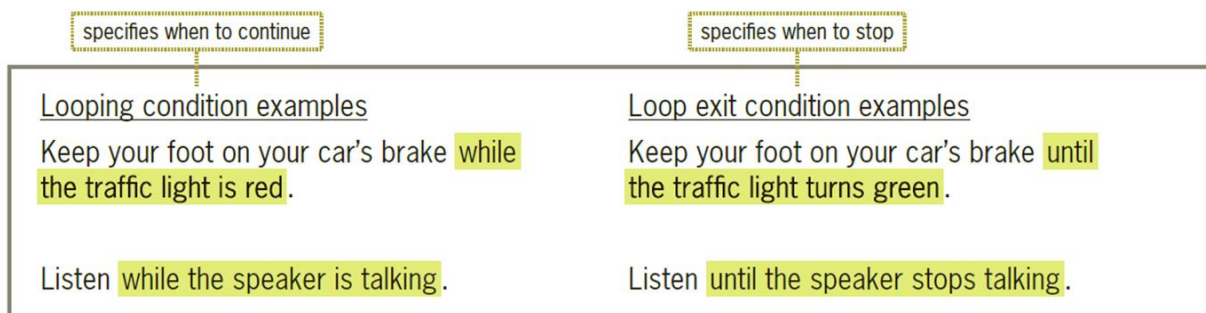 specifies when to continue
specifies when to stop
Looping condition examples
Keep your foot on your car's brake while
the traffic light is red.
Listen while the speaker is talking.
Loop exit condition examples
Keep your foot on your car's brake until
the traffic light turns green.
Listen until the speaker stops talking.